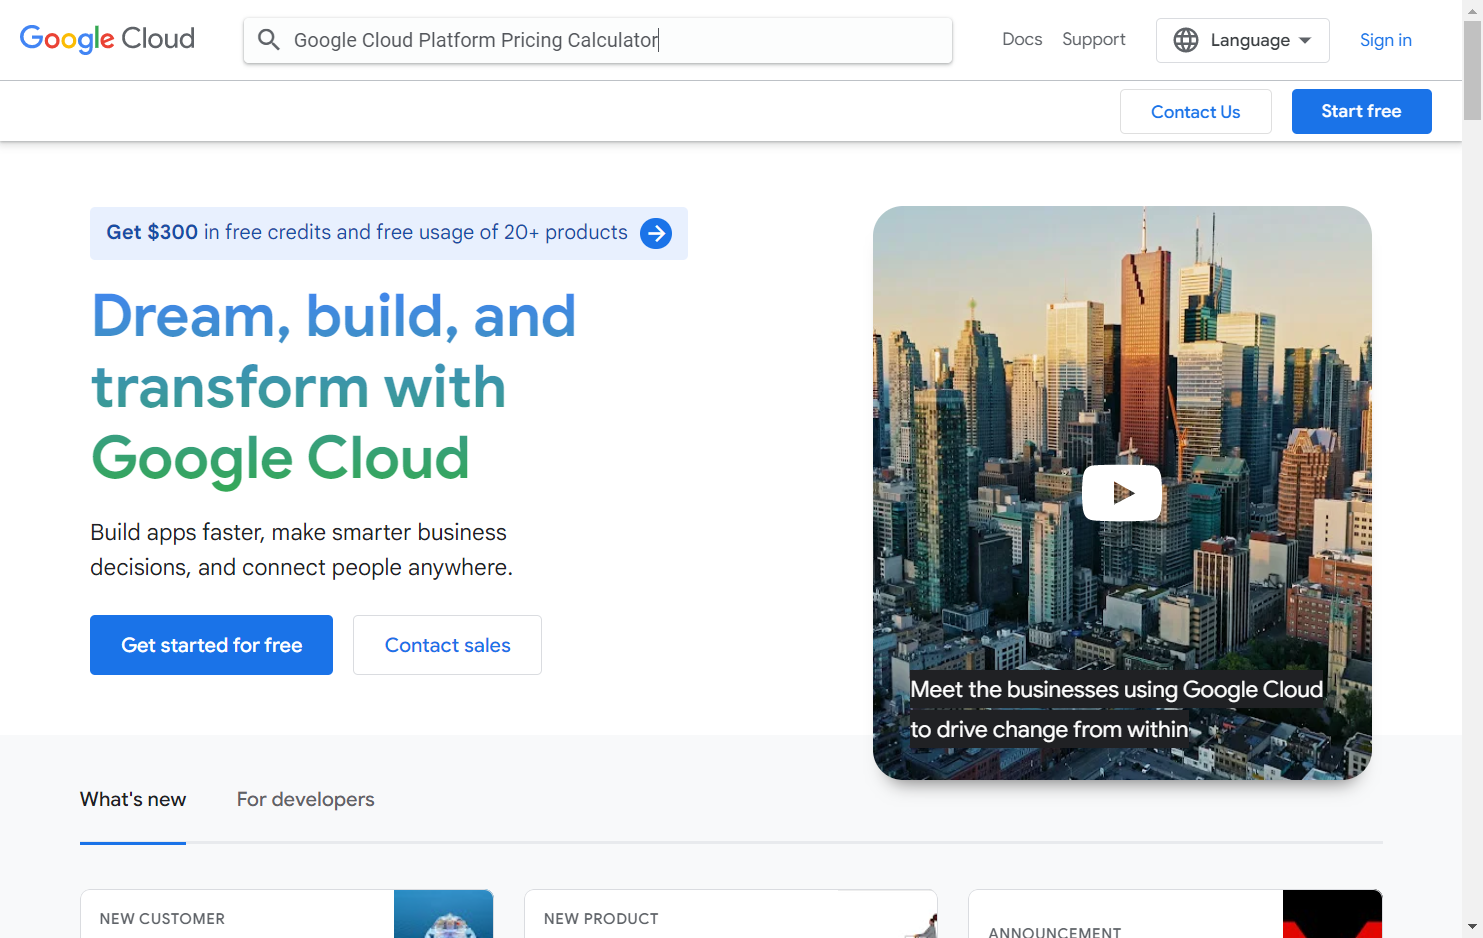 Google Cloud
Google Cloud Platform Pricing Calculator
Docs
Support
Language
Sign in
Contact Us
Start free
Get $300 in free credits and free usage of 20+ products
Dream, build, and
transform with
Google Cloud
Build apps faster, make smarter business
decisions, and connect people anywhere.
Get started for free
Contact sales
Meet the businesses using Google Cloud
to drive change from within
What's new
For developers
NEW CUSTOMER
NEW PRODUCT
ANNOUNCEMENT